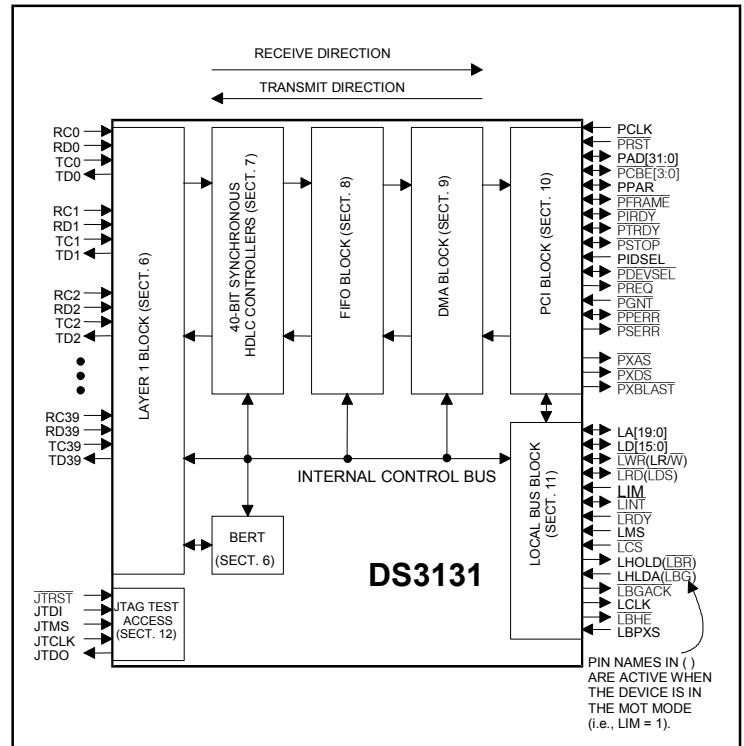 RECEIVE DIRECTION
TRANSMIT DIRECTION
RC0
RD0
TC0
TD0
RC1
RD1
TC1
TD1
RC2
RD2
TC2
TD2
RC39
RD39
TC39
TD39
JTRST
JTDI
JTMS
JTCLK
JTDO
LAYER 1 BLOCK (SECT. 6)
40-BIT SYNCHRONOUS
HDLC CONTROLLERS (SECT. 7)
FIFO BLOCK (SECT. 8)
DMA BLOCK (SECT. 9)
PCI BLOCK (SECT. 10)
INTERNAL CONTROL BUS
BERT
(SECT. 6)
JTAG TEST
ACCESS
(SECT. 12)
LOCAL BUS BLOCK
(SECT. 11)
DS3131
PCLK
PRST
PAD[31:0]
PCBE[3:0]
PPAR
PFRAME
PIRDY
PTRDY
PSTOP
PIDSEL
PDEVSEL
PREQ
PGNT
PPERR
PSERR
PXAS
PXDS
PXBLAST
LA[19:0]
LD[15:0]
LWR(LR/W)
LRD(LDS)
LIM
LINT
LRDY
LMS
LCS
LHOLD(LBR)
LHLDA(LBG)
LBGACK
LCLK
LBHE
LBPXS
PIN NAMES IN ( )
ARE ACTIVE WHEN
THE DEVICE IS IN
THE MOT MODE
(i.e., LIM = 1).